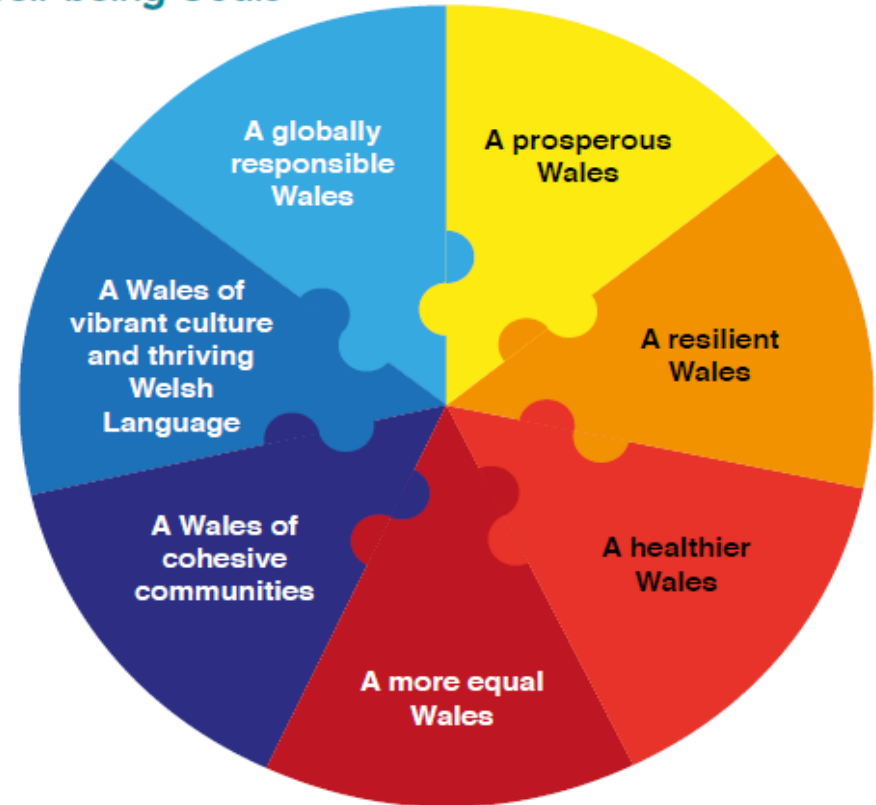 A globally
responsible
Wales
A prosperous
Wales
A resilient
Wales
A healthier
Wales
A more equal
Wales
A Wales of
cohesive
communities
A Wales of
vibrant culture
and thriving
Welsh
Language